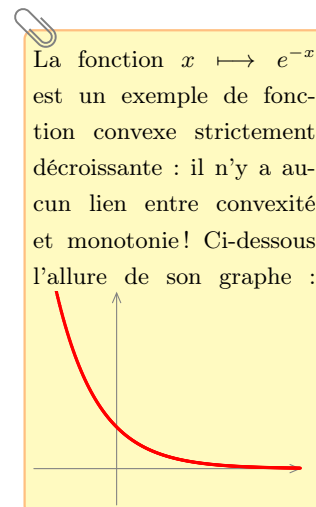 La fonction x ⟼ e^{-x}
est un exemple de fonc-
tion convexe strictement
décroissante : il n'y a au-
cun lien entre convexité
et monotonie ! Ci-dessous
l'allure de son graphe :